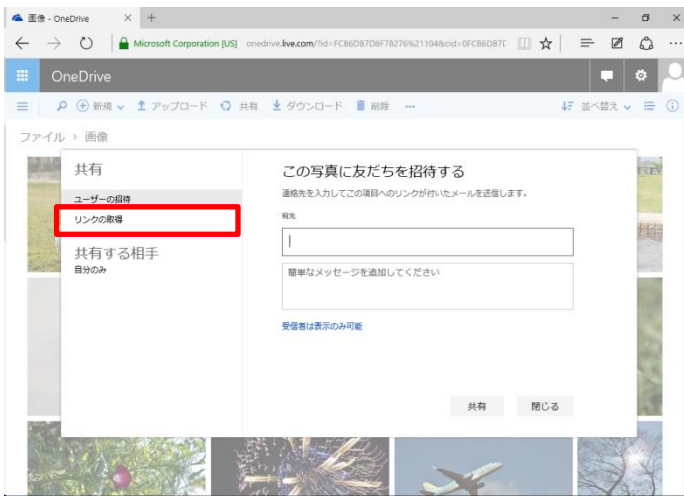 画像 - OneDrive
Microsoft Corporation [US] onedrive.live.com/?id=FCB6D87D8F78276%21104&cid=0FCB6D87D
OneDrive
新規 アップロード 共有 ダウンロード 削除 ... 並べ替え
ファイル > 画像
共有
ユーザーの招待
リンクの取得
共有する相手
自分のみ
この写真に友だちを招待する
連絡先を入力してこの項目へのリンクが付いたメールを送信します。
宛先
簡単なメッセージを追加してください
受信者は表示のみ可能
共有 閉じる